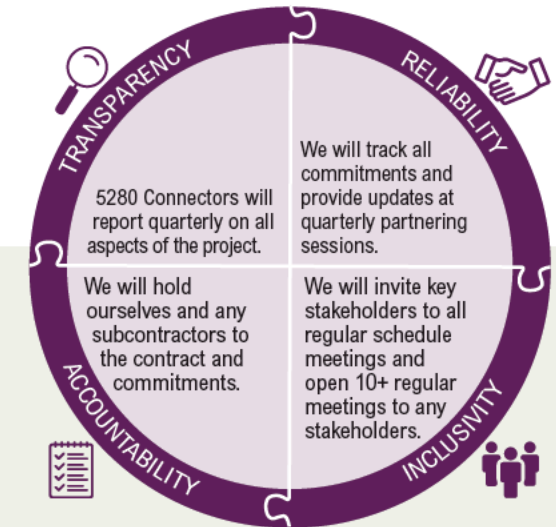 TRANSPARENCY
5280 Connectors will
report quarterly on all
aspects of the project.
RELIABILITY
We will track all
commitments and
provide updates at
quarterly partnering
sessions.
ACCOUNTABILITY
We will hold
ourselves and any
subcontractors to
the contract and
commitments.
INCLUSIVITY
We will invite key
stakeholders to all
regular schedule
meetings and
open 10+ regular
meetings to any
stakeholders.